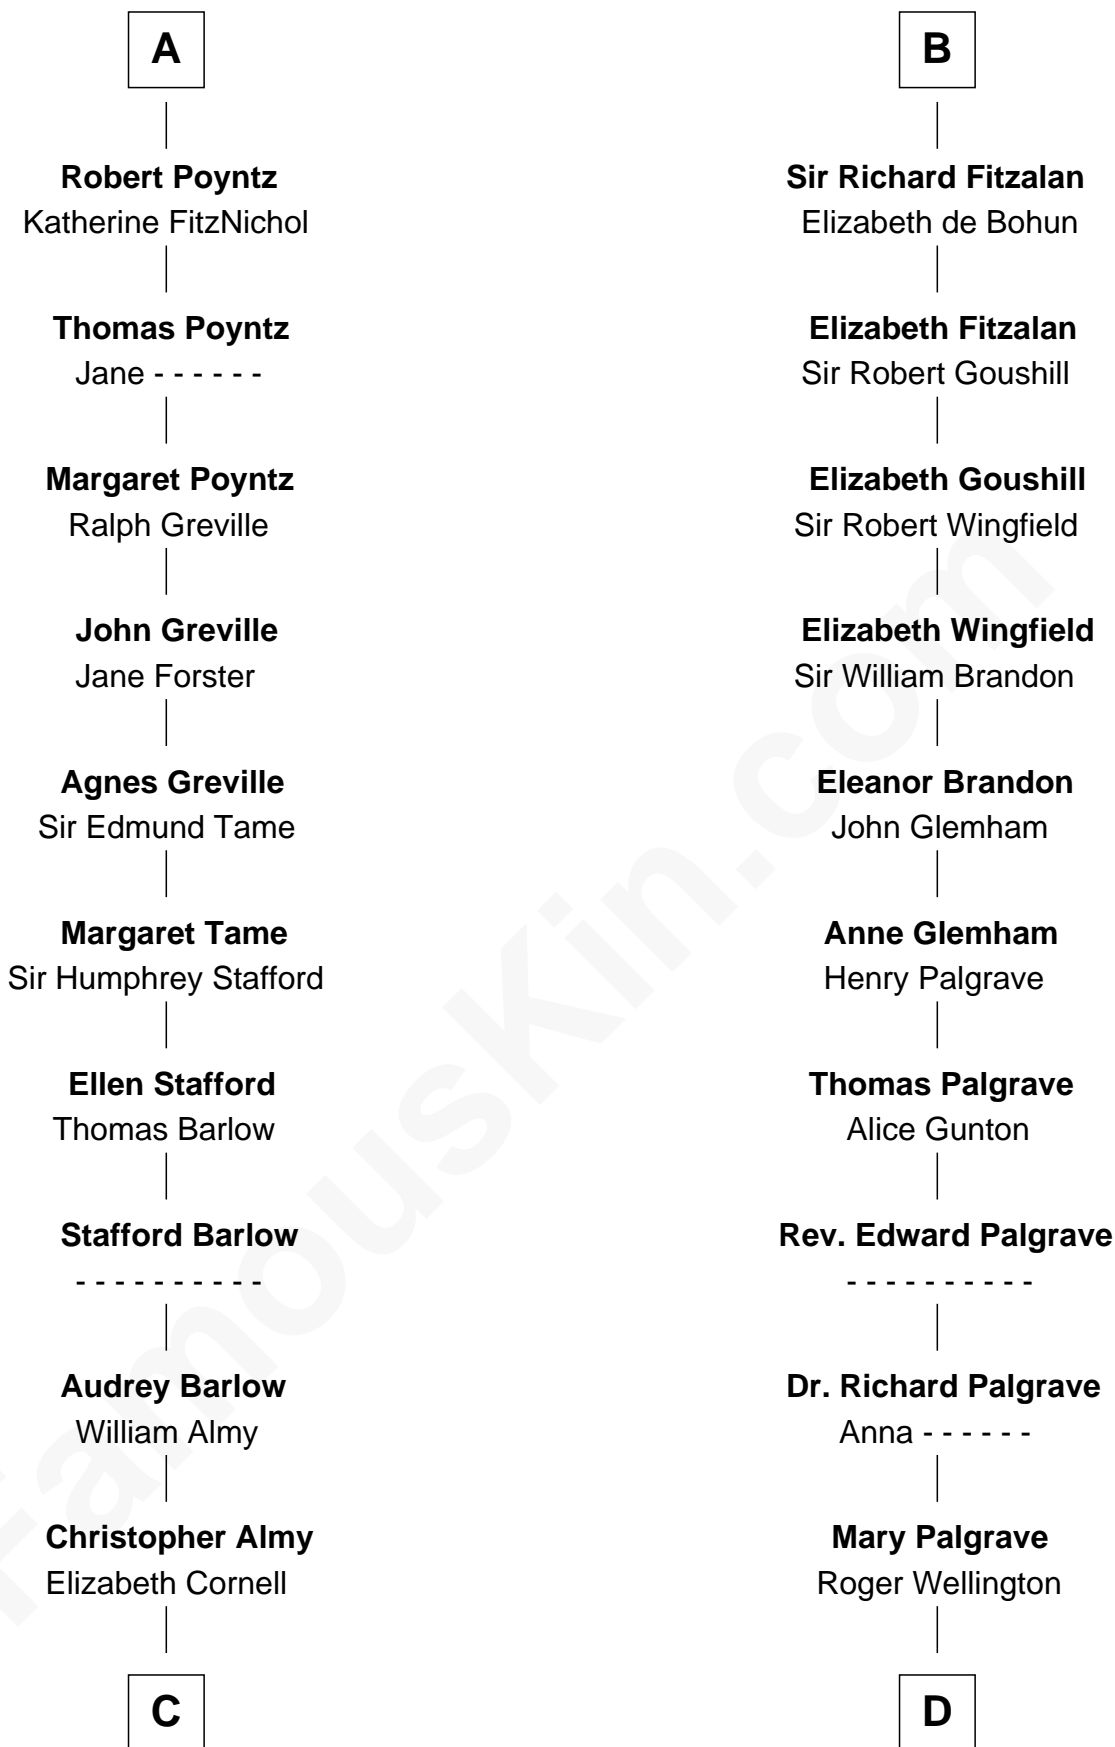 A
Robert Poyntz
Katherine FitzNichol
Thomas Poyntz
Jane - - - - - -
Margaret Poyntz
Ralph Greville
John Greville
Jane Forster
Agnes Greville
Sir Edmund Tame
Margaret Tame
Sir Humphrey Stafford
Ellen Stafford
Thomas Barlow
Stafford Barlow
- - - - - - - - - -
Audrey Barlow
William Almy
Christopher Almy
Elizabeth Cornell
C
B
Sir Richard Fitzalan
Elizabeth de Bohun
Elizabeth Fitzalan
Sir Robert Goushill
Elizabeth Goushill
Sir Robert Wingfield
Elizabeth Wingfield
Sir William Brandon
Eleanor Brandon
John Glemham
Anne Glemham
Henry Palgrave
Thomas Palgrave
Alice Gunton
Rev. Edward Palgrave
- - - - - - - - - -
Dr. Richard Palgrave
Anna - - - - - -
Mary Palgrave
Roger Wellington
D
FamousKin.com